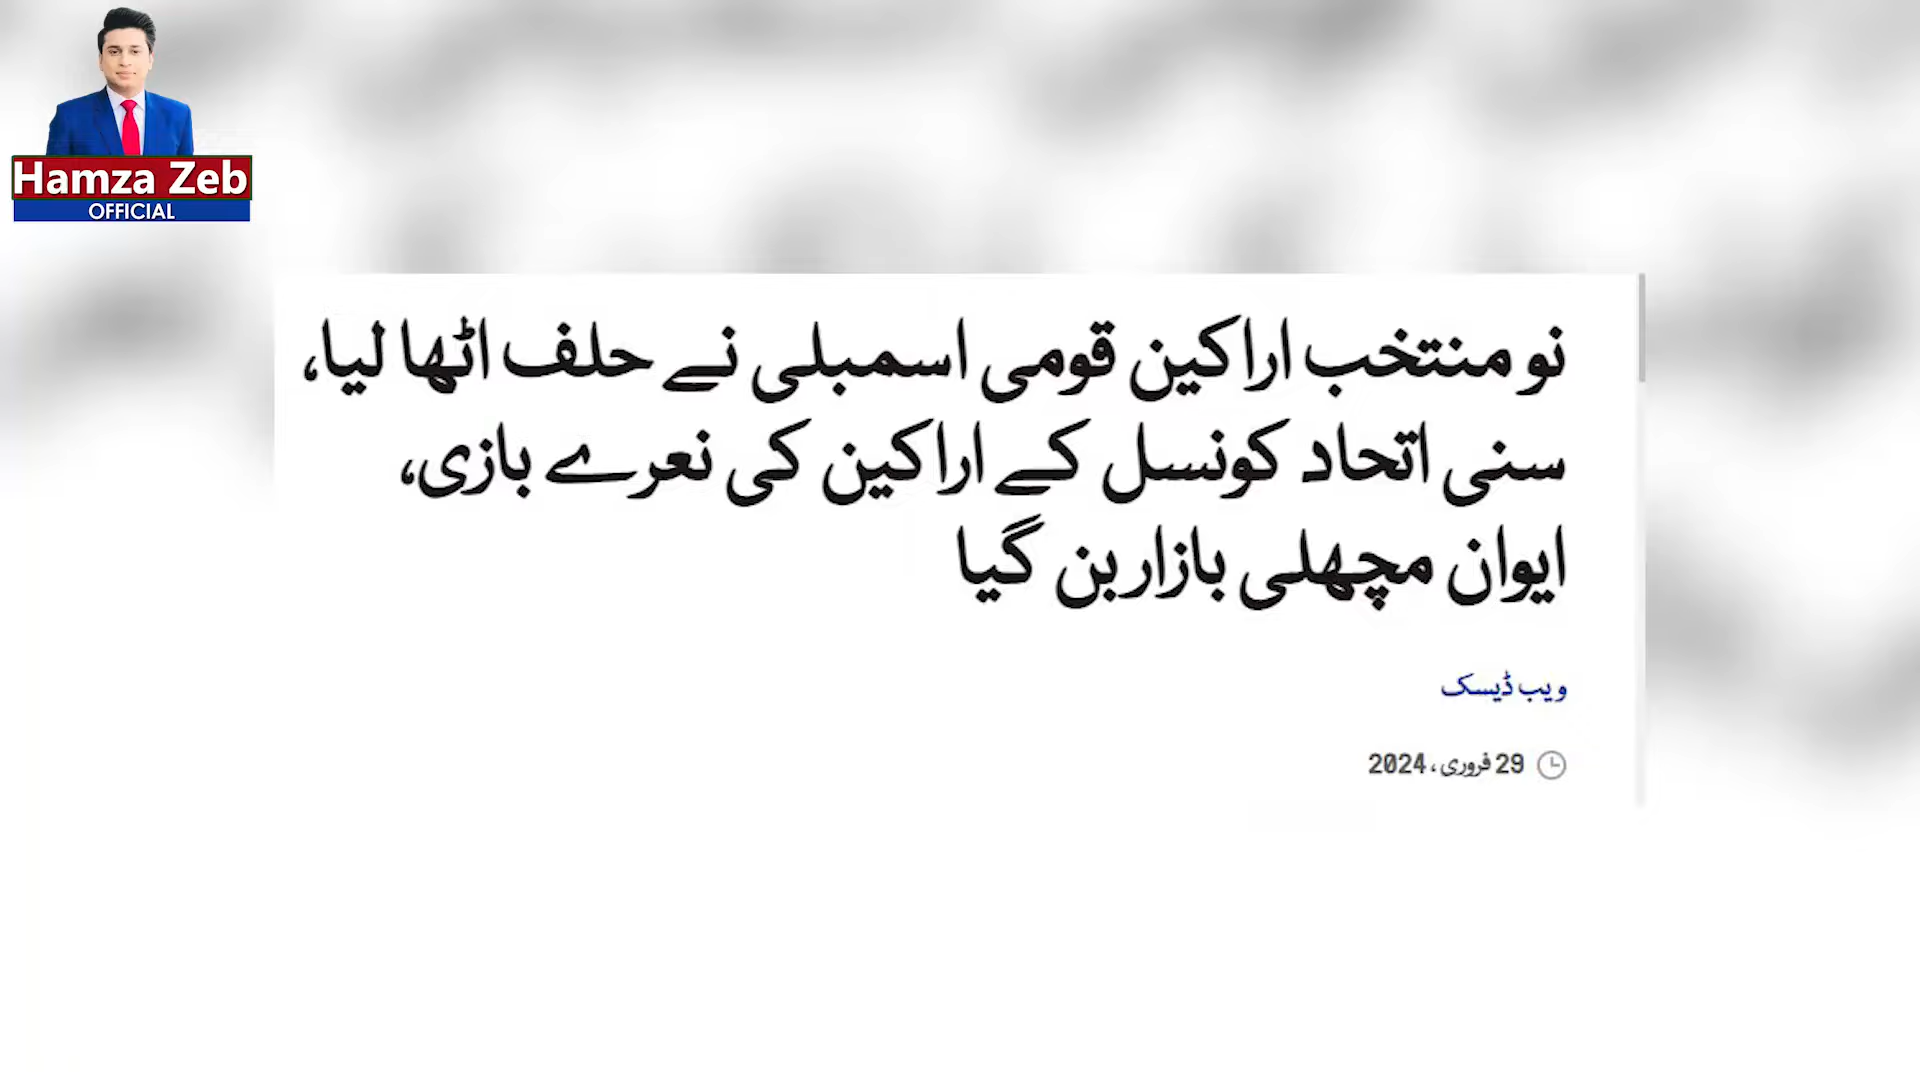 Hamza Zeb
OFFICIAL
نو منتخب اراکین قومی اسمبلی نے حلف اٹھا لیا،
سنی اتحاد کونسل کے اراکین کی نعرے بازی،
ایوان مچھلی بازار بن گیا
ویب ڈیسک
29 فروری ، 2024